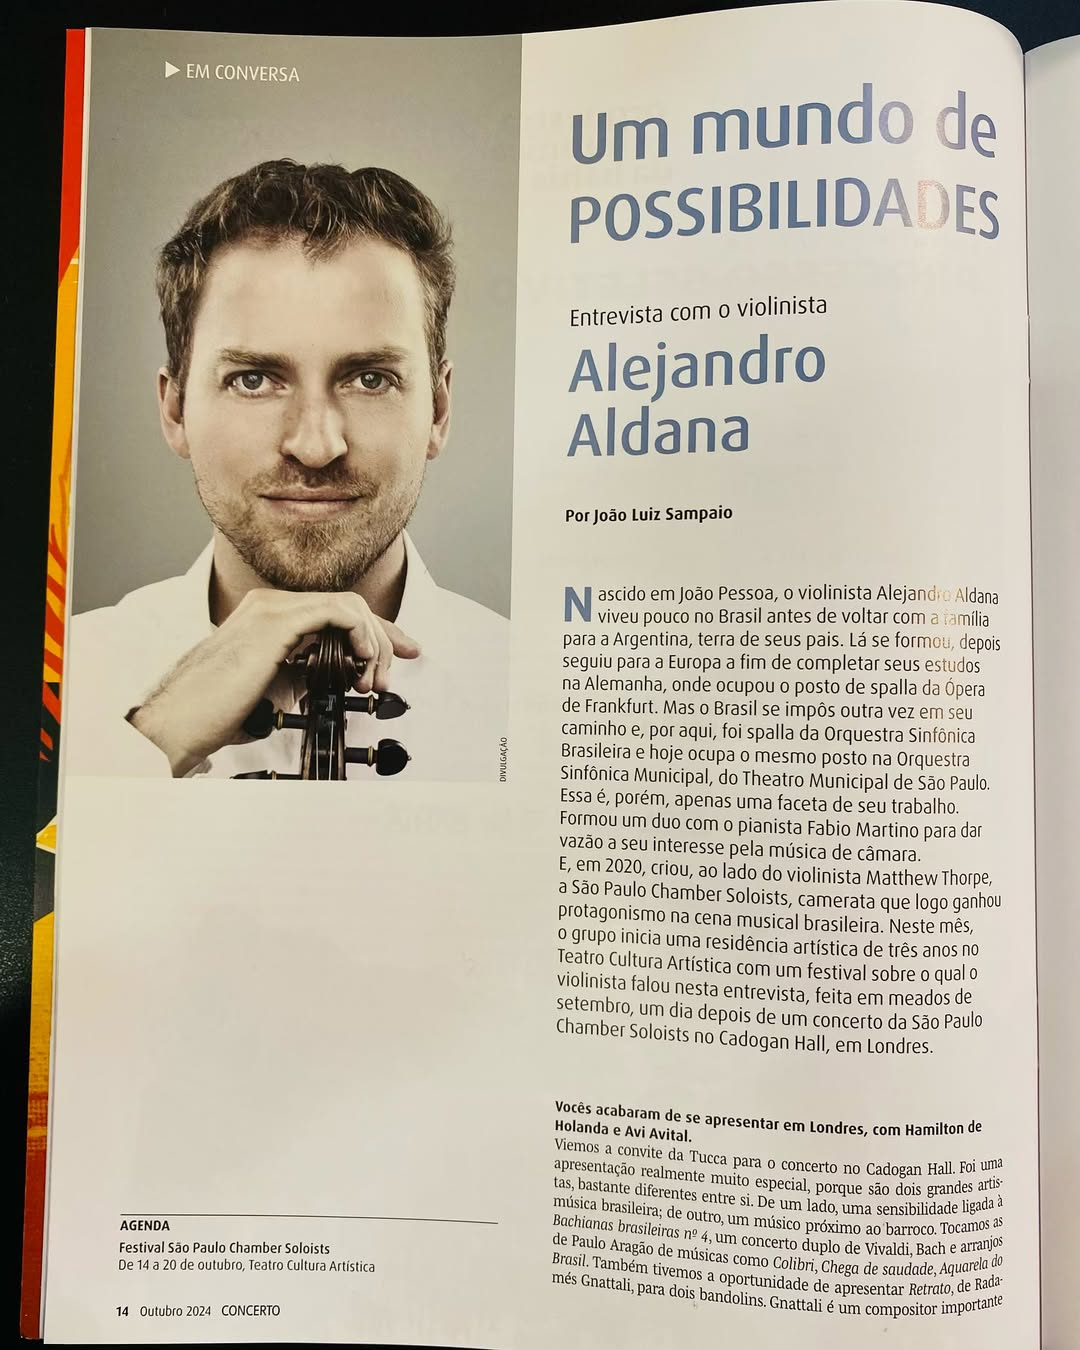 ▶ EM CONVERSA
Um mundo de
POSSIBILIDADES
Entrevista com o violinista
Alejandro
Aldana
Por João Luiz Sampaio
Nascido em João Pessoa, o violinista Alejandro Aldana
viveu pouco no Brasil antes de voltar com a família
para a Argentina, terra de seus pais. Lá se formou, depois
seguiu para a Europa a fim de completar seus estudos
na Alemanha, onde ocupou o posto de spalla da Ópera
de Frankfurt. Mas o Brasil se impôs outra vez em seu
caminho e, por aqui, foi spalla da Orquestra Sinfônica
Brasileira e hoje ocupa o mesmo posto na Orquestra
Sinfônica Municipal, do Theatro Municipal de São Paulo.
Essa é, porém, apenas uma faceta de seu trabalho.
Formou um duo com o pianista Fabio Martino para dar
vazão a seu interesse pela música de câmara.
E, em 2020, criou, ao lado do violinista Matthew Thorpe,
a São Paulo Chamber Soloists, camerata que logo ganhou
protagonismo na cena musical brasileira. Neste mês,
o grupo inicia uma residência artística de três anos no
Teatro Cultura Artística com um festival sobre o qual o
violinista falou nesta entrevista, feita em meados de
setembro, um dia depois de um concerto da São Paulo
Chamber Soloists no Cadogan Hall, em Londres.
Vocês acabaram de se apresentar em Londres, com Hamilton de
Holanda e Avi Avital.
Viemos a convite da Tucca para o concerto no Cadogan Hall. Foi uma
apresentação realmente muito especial, porque são dois grandes artis-
tas, bastante diferentes entre si. De um lado, uma sensibilidade ligada à
música brasileira; de outro, um músico próximo ao barroco. Tocamos as
Bachianas brasileiras nº 4, um concerto duplo de Vivaldi, Bach e arranjos
de Paulo Aragão de músicas como Colibri, Chega de saudade, Aquarela do
Brasil. Também tivemos a oportunidade de apresentar Retrato, de Rada-
més Gnattali, para dois bandolins. Gnattali é um compositor importante
DIVULGAÇÃO
AGENDA
Festival São Paulo Chamber Soloists
De 14 a 20 de outubro, Teatro Cultura Artística
14 Outubro 2024 CONCERTO